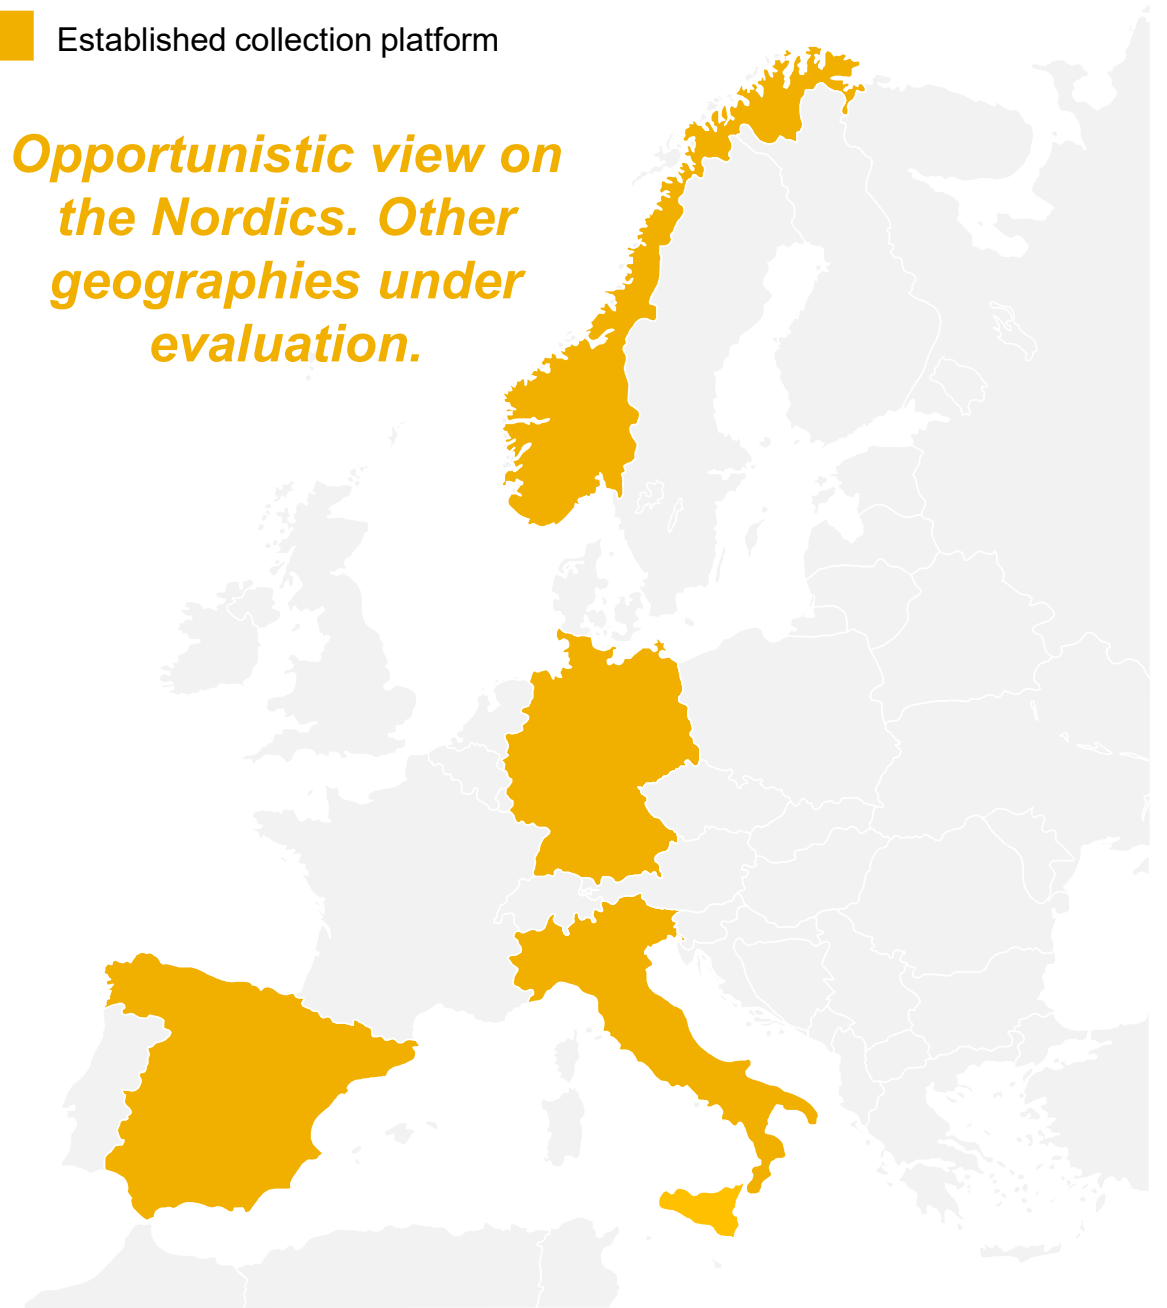 Established collection platform
Opportunistic view on
the Nordics. Other
geographies under
evaluation.